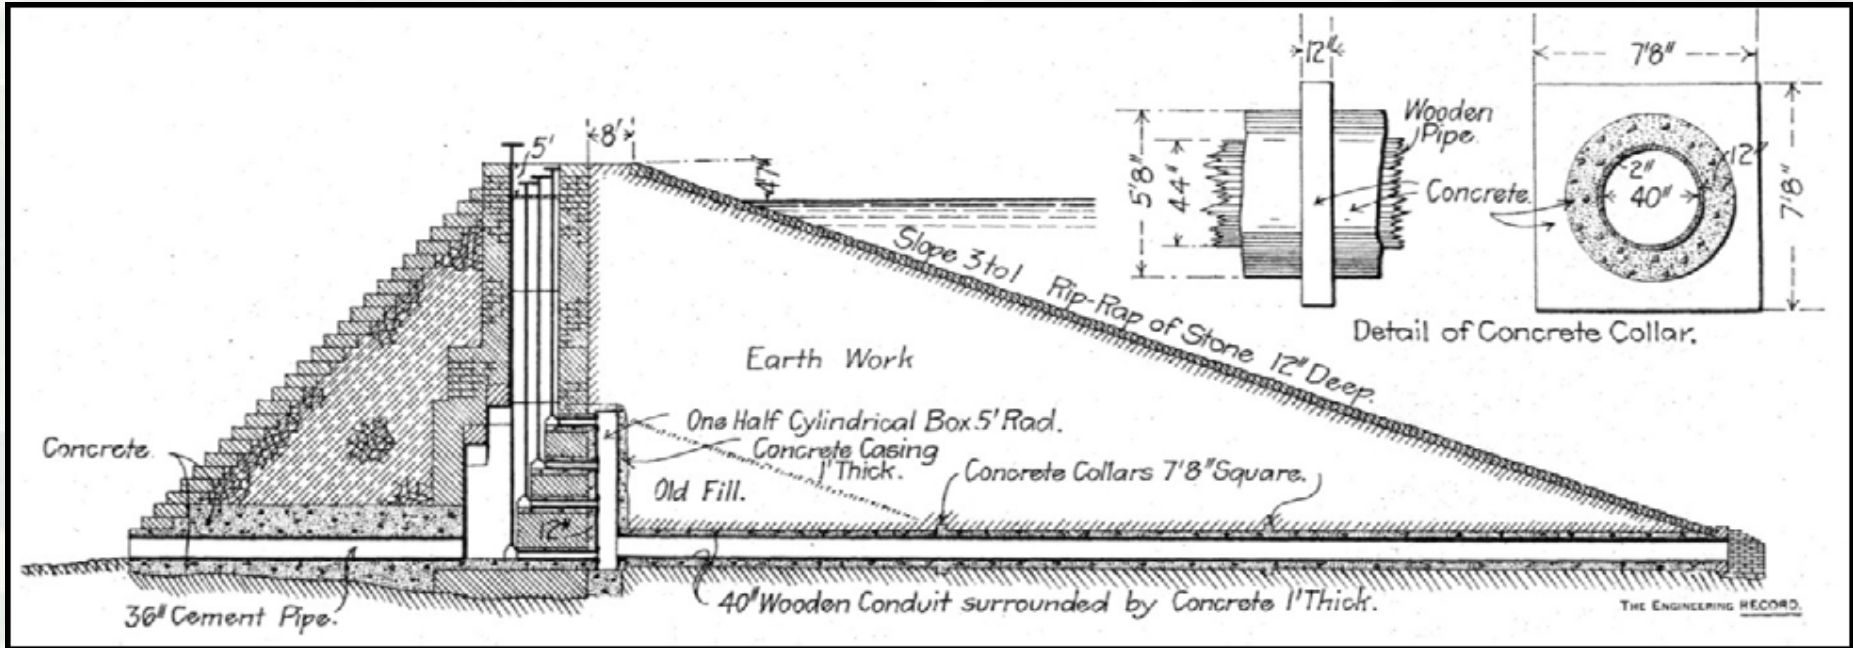 5'
8'
4.7'
Slope 3 to 1 Rip-Rap of Stone 12" Deep.
Earth Work
One Half Cylindrical Box 5' Rad.
Concrete Casing
1' Thick.
Concrete Collars 7'8" Square.
Old Fill.
12"
Concrete
36" Cement Pipe.
40" Wooden Conduit surrounded by Concrete 1' Thick.
12"
5'8"
44"
Wooden
Pipe.
Concrete.
7'8"
2"
12"
40"
7'8"
Detail of Concrete Collar.
THE ENGINEERING RECORD.